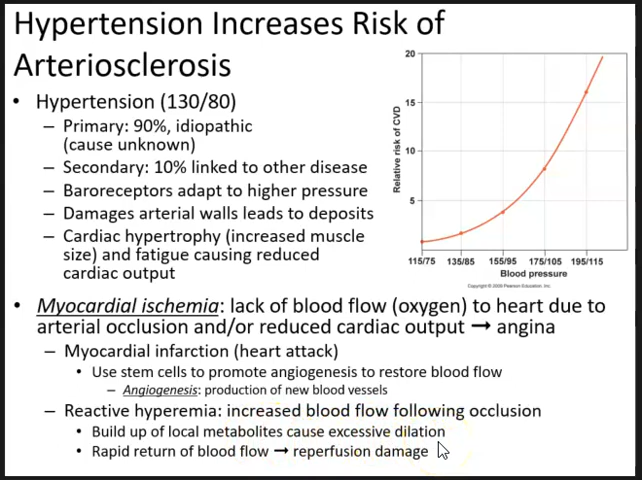 Hypertension Increases Risk of
Arteriosclerosis
• Hypertension (130/80)
– Primary: 90%, idiopathic
(cause unknown)
– Secondary: 10% linked to other disease
– Baroreceptors adapt to higher pressure
– Damages arterial walls leads to deposits
– Cardiac hypertrophy (increased muscle
size) and fatigue causing reduced
cardiac output
20
15
10
5
Relative risk of CVD
115/75 135/85 155/95 175/105 195/115
Blood pressure
Copyright © 2009 Pearson Education, Inc.
• Myocardial ischemia: lack of blood flow (oxygen) to heart due to
arterial occlusion and/or reduced cardiac output → angina
– Myocardial infarction (heart attack)
• Use stem cells to promote angiogenesis to restore blood flow
– Angiogenesis: production of new blood vessels
– Reactive hyperemia: increased blood flow following occlusion
• Build up of local metabolites cause excessive dilation
• Rapid return of blood flow → reperfusion damage